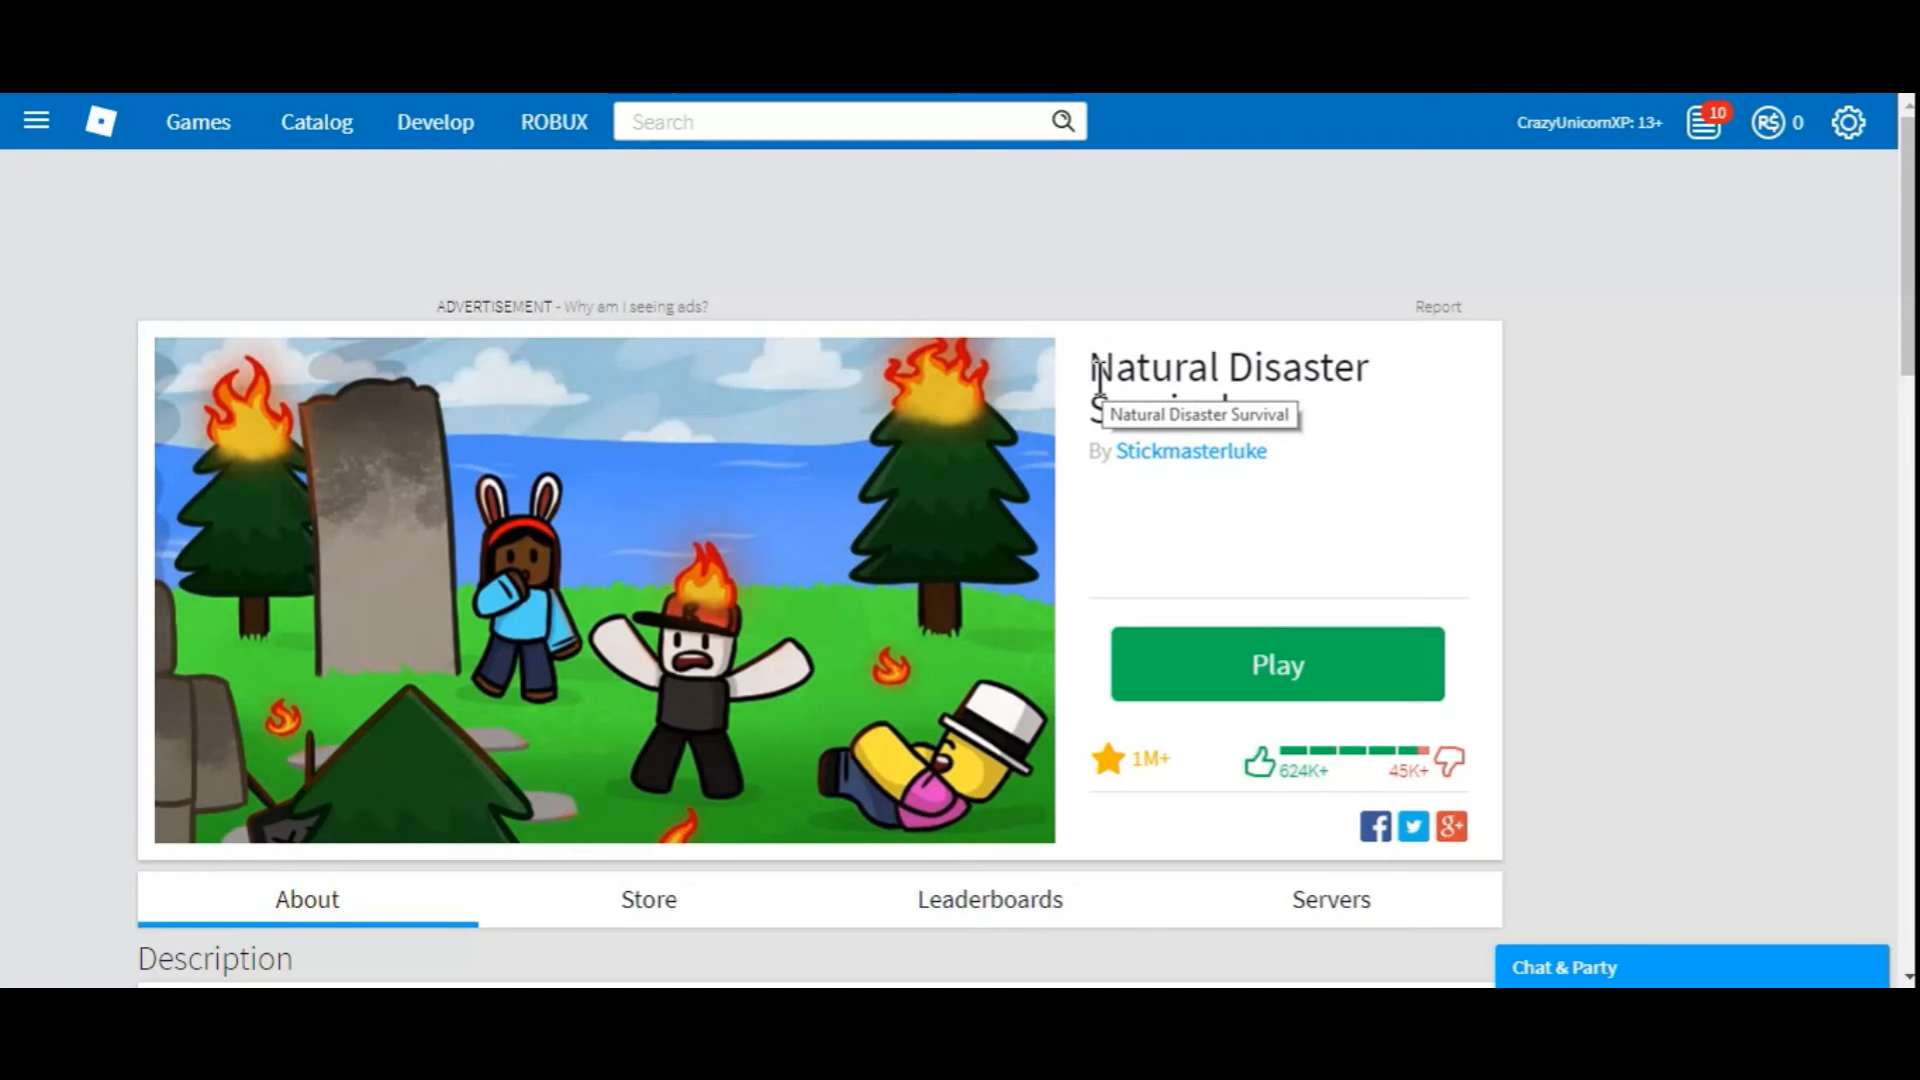 Games
Catalog
Develop
ROBUX
Search
CrazyUnicornXP: 13+
10
R$
0
ADVERTISEMENT - Why am I seeing ads?
Report
Natural Disaster
Natural Disaster Survival
By Stickmasterluke
Play
1M+
624K+
45K+
About
Store
Leaderboards
Servers
Description
Chat & Party